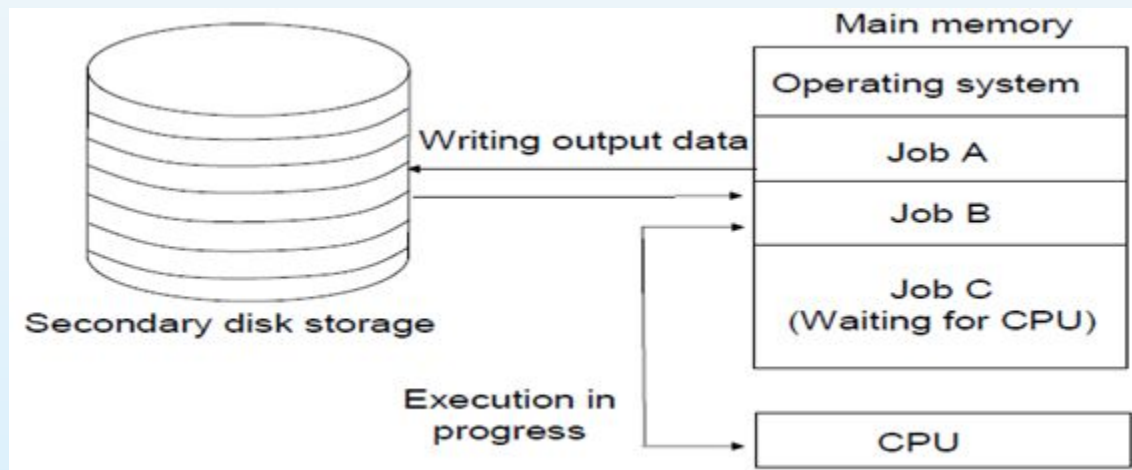 Main memory
Operating system
Writing output data
Job A
Job B
Job C
(Waiting for CPU)
Secondary disk storage
Execution in
progress
CPU